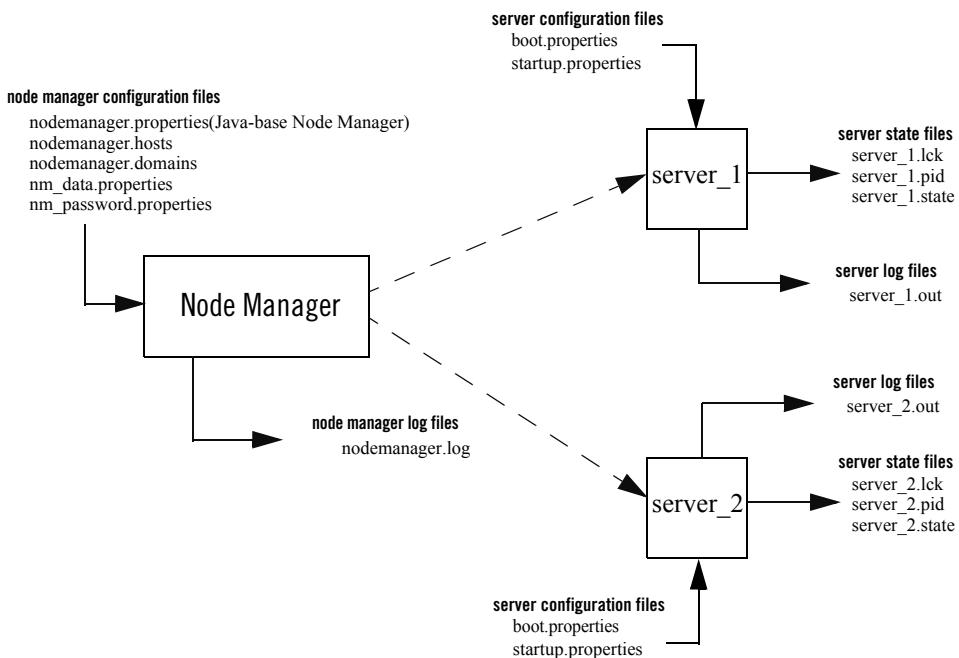 server configuration files
boot.properties
startup.properties
node manager configuration files
nodemanager.properties(Java-base Node Manager)
nodemanager.hosts
nodemanager.domains
nm_data.properties
nm_password.properties
server_1
server state files
server_1.lck
server_1.pid
server_1.state
server log files
server_1.out
Node Manager
node manager log files
nodemanager.log
server log files
server_2.out
server_2
server state files
server_2.lck
server_2.pid
server_2.state
server configuration files
boot.properties
startup.properties